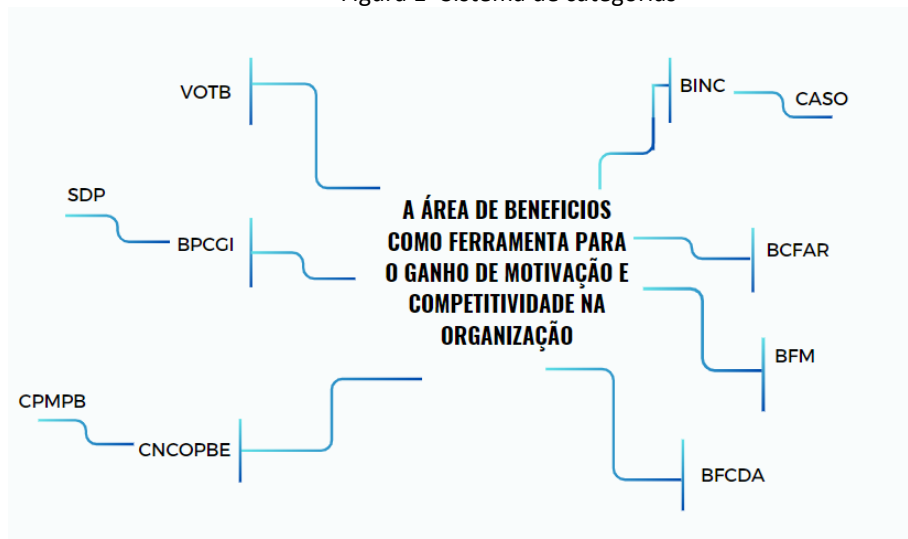 VOTB
BINC
CASO
SDP
BPCGI
A ÁREA DE BENEFICIOS
COMO FERRAMENTA PARA
O GANHO DE MOTIVAÇÃO E
COMPETITIVIDADE NA
ORGANIZAÇÃO
BCFAR
BFM
CPMPB
CNCOPBE
BFCDA